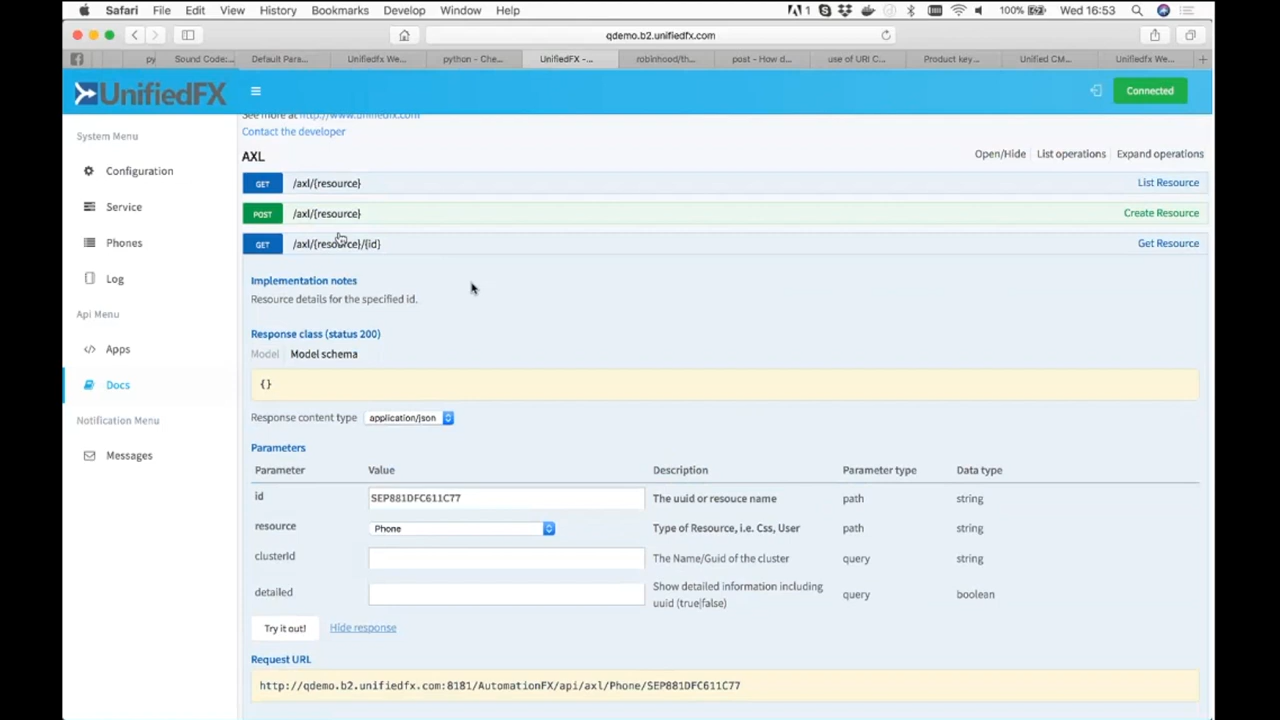 Safari File Edit View History Bookmarks Develop Window Help 1 100% Wed 16:53
qdemo.b2.unifiedfx.com
py Sound Code:... Default Para... Unifiedfx We... python - Che... UnifiedFX -... robinhood/th... post - How d... use of URI C... Product key... Unified CM... Unifiedfx We... +
UnifiedFX Connected
See more at http://www.unifiedfx.com
Contact the developer
System Menu
Configuration
Service
Phones
Log
Api Menu
Apps
Docs
Notification Menu
Messages
AXL Open/Hide List operations Expand operations
GET /axl/{resource} List Resource
POST /axl/{resource} Create Resource
GET /axl/{resource}/{id} Get Resource
Implementation notes
Resource details for the specified id.
Response class (status 200)
Model Model schema
{}
Response content type application/json
Parameters
Parameter Value Description Parameter type Data type
id SEP881DFC611C77 The uuid or resouce name path string
resource Phone Type of Resource, i.e. Css, User path string
clusterId The Name/Guid of the cluster query string
detailed Show detailed information including uuid (true|false) query boolean
Try it out! Hide response
Request URL
http://qdemo.b2.unifiedfx.com:8181/AutomationFX/api/axl/Phone/SEP881DFC611C77